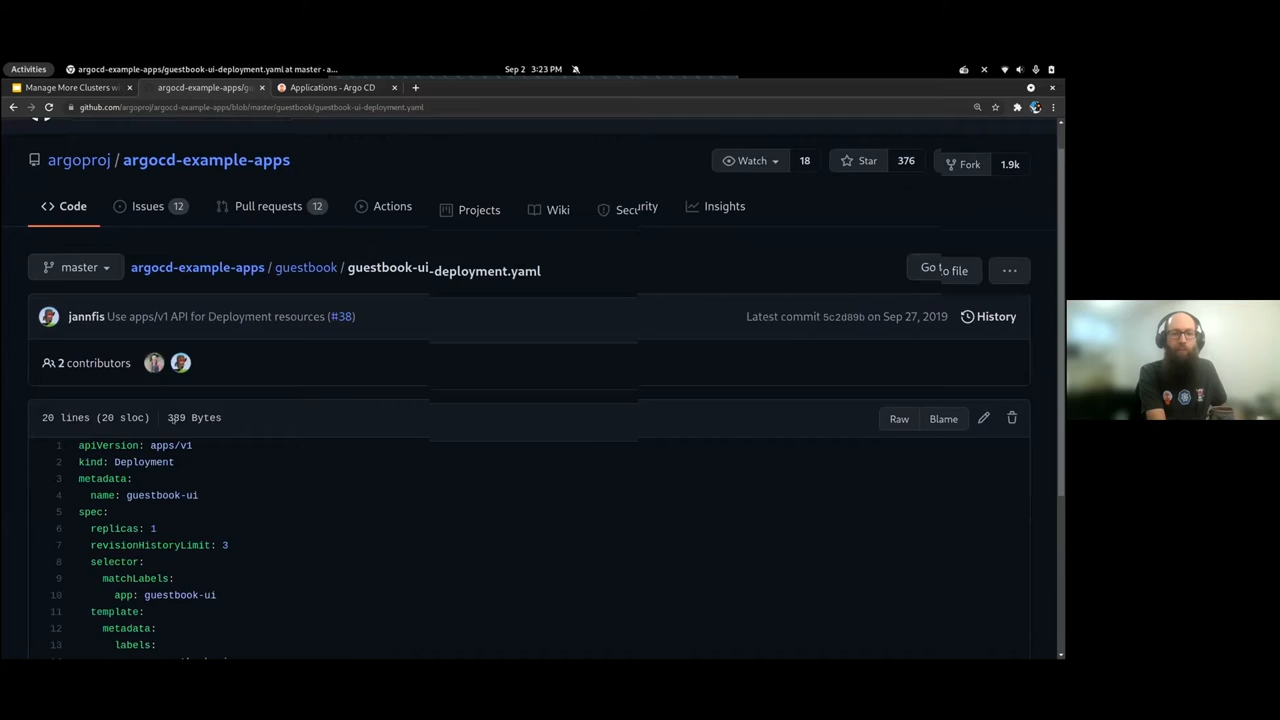 Activities
argocd-example-apps/guestbook-ui-deployment.yaml at master - a...
Sep 2 3:23 PM
Manage More Clusters wi
argocd-example-apps/gu
Applications - Argo CD
github.com/argoproj/argocd-example-apps/blob/master/guestbook/guestbook-ui-deployment.yaml
argoproj / argocd-example-apps
Watch 18 Star 376 Fork 1.9k
Code Issues 12 Pull requests 12 Actions Projects Wiki Security Insights
master argocd-example-apps / guestbook / guestbook-ui-deployment.yaml
jannfis Use apps/v1 API for Deployment resources (#38) Latest commit 5c2d89b on Sep 27, 2019 History
2 contributors
20 lines (20 sloc) 389 Bytes Raw Blame
1 apiVersion: apps/v1
2 kind: Deployment
3 metadata:
4 name: guestbook-ui
5 spec:
6 replicas: 1
7 revisionHistoryLimit: 3
8 selector:
9 matchLabels:
10 app: guestbook-ui
11 template:
12 metadata:
13 labels: